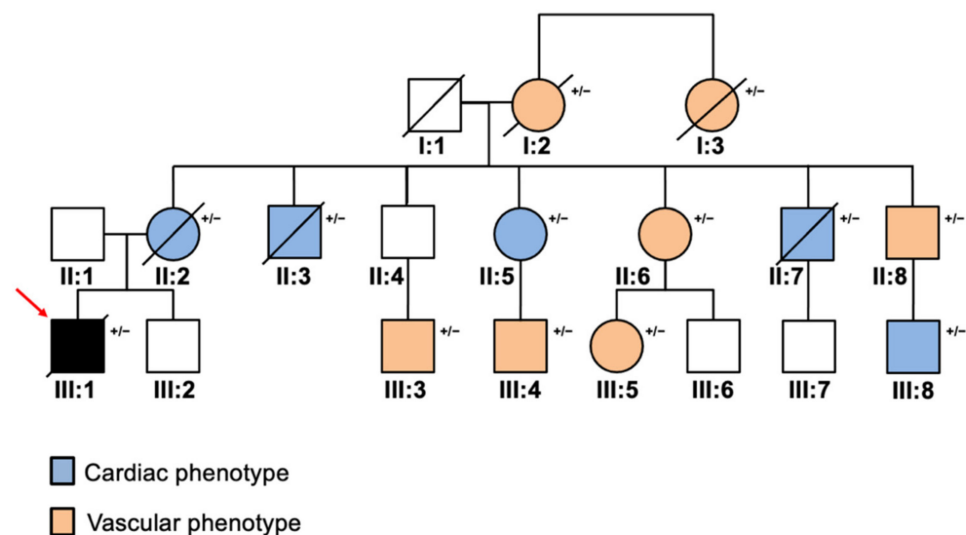 +/– +/–
I:1 I:2 I:3
+/– +/– +/– +/– +/– +/–
II:1 II:2 II:3 II:4 II:5 II:6 II:7 II:8
+/– +/– +/– +/– +/–
III:1 III:2 III:3 III:4 III:5 III:6 III:7 III:8
Cardiac phenotype
Vascular phenotype